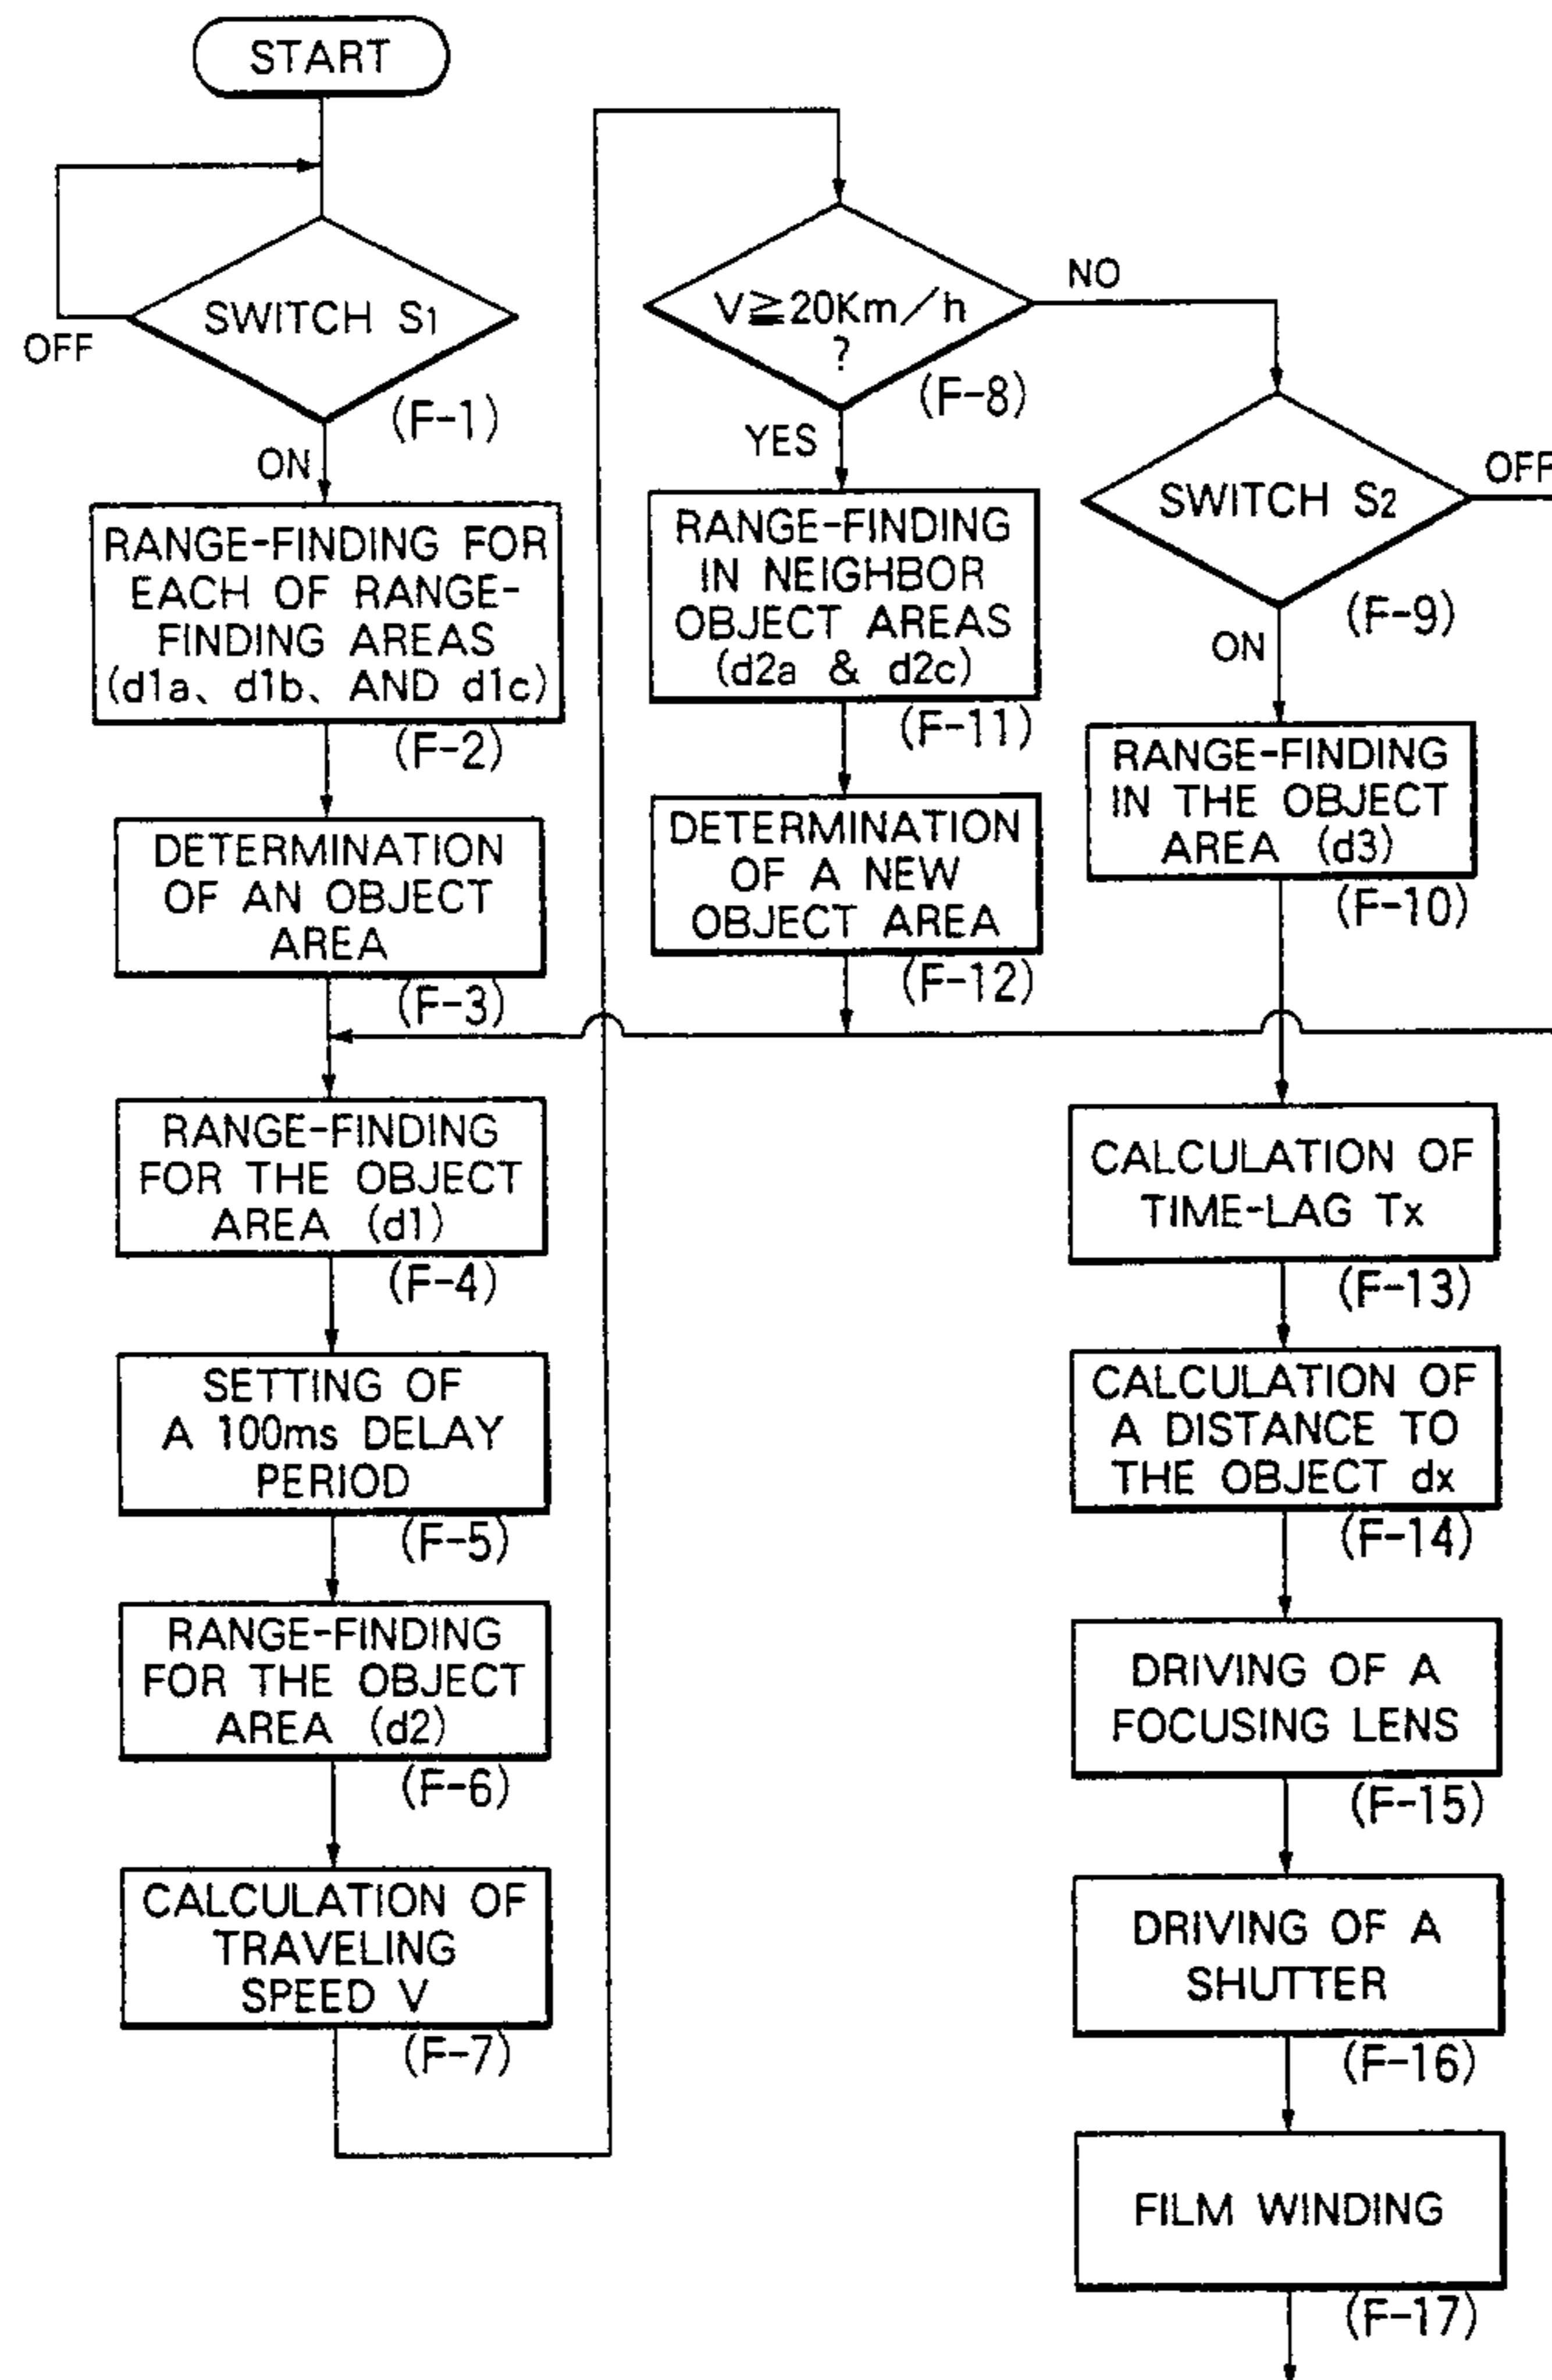 START
SWITCH S1
OFF
(F-1)
ON
RANGE-FINDING FOR
EACH OF RANGE-
FINDING AREAS
(d1a、d1b、AND d1c)
(F-2)
DETERMINATION
OF AN OBJECT
AREA
(F-3)
RANGE-FINDING
FOR THE OBJECT
AREA (d1)
(F-4)
SETTING OF
A 100ms DELAY
PERIOD
(F-5)
RANGE-FINDING
FOR THE OBJECT
AREA (d2)
(F-6)
CALCULATION OF
TRAVELING
SPEED V
(F-7)
V≧20Km/h
?
NO
(F-8)
YES
RANGE-FINDING
IN NEIGHBOR
OBJECT AREAS
(d2a & d2c)
(F-11)
DETERMINATION
OF A NEW
OBJECT AREA
(F-12)
SWITCH S2
OFF
(F-9)
ON
RANGE-FINDING
IN THE OBJECT
AREA (d3)
(F-10)
CALCULATION OF
TIME-LAG Tx
(F-13)
CALCULATION OF
A DISTANCE TO
THE OBJECT dx
(F-14)
DRIVING OF A
FOCUSING LENS
(F-15)
DRIVING OF A
SHUTTER
(F-16)
FILM WINDING
(F-17)